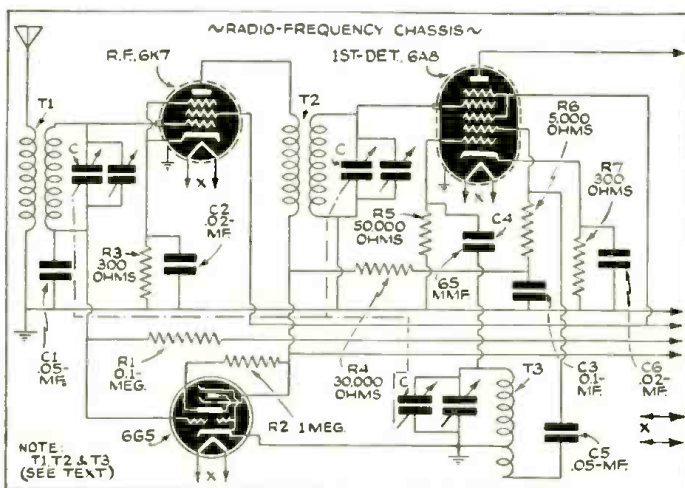 ~RADIO-FREQUENCY CHASSIS~
R.F., 6K7
1ST-DET., 6A8
T1
T2
R6
5,000
OHMS
C
C
R7
300
OHMS
X
X
C2
.02-
MF.
R5
50,000
OHMS
C4
R3
300
OHMS
65
MMF.
C1
.05-
MF.
R1
0.1-
MEG.
R4
30,000
OHMS
C3
0.1-
MF.
C6
.02-
MF.
C
T3
R2 1 MEG.
6G5
X
X
C5
.05-MF.
NOTE:
T1, T2 & T3
(SEE TEXT)